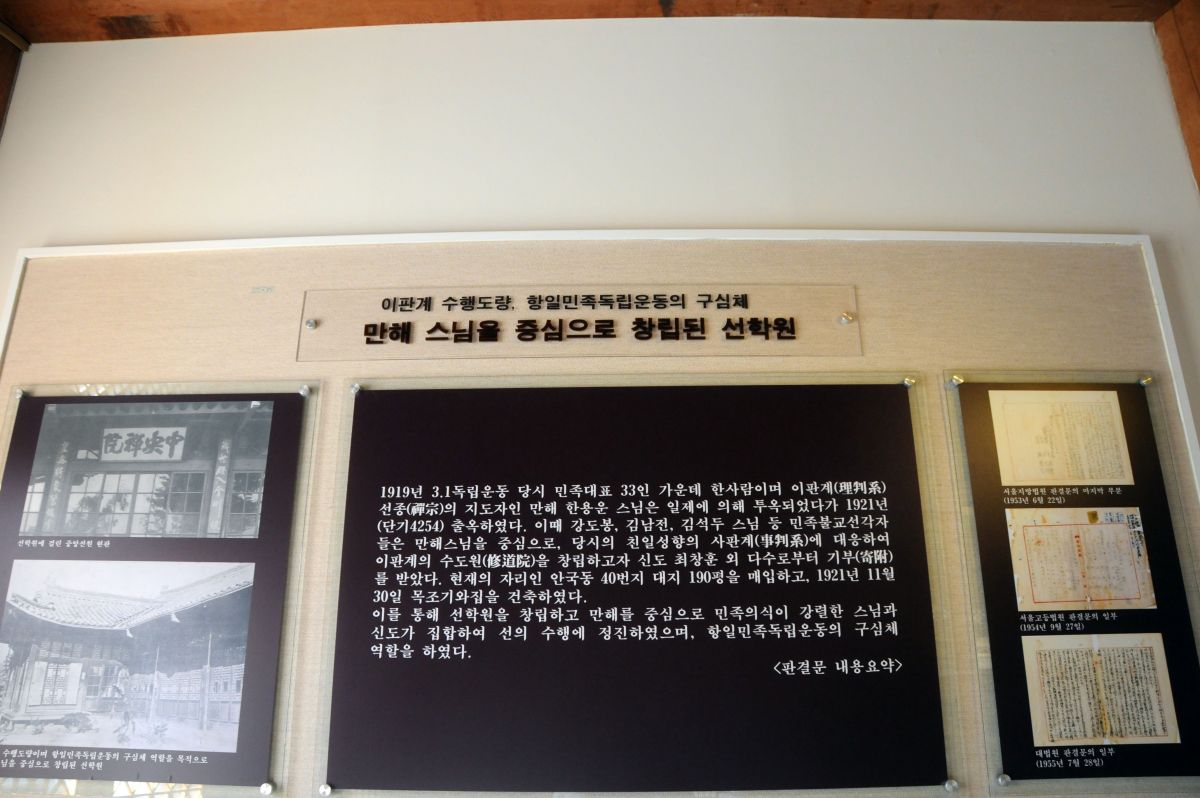 이판계 수행도량, 항일민족독립운동의 구심체
만해 스님을 중심으로 창립된 선학원
中央禪院
선학원에 걸린 중앙선원 현판
수행도량이며 항일민족독립운동의 구심체 역할을 목적으로
님을 중심으로 창립된 선학원
1919년 3.1독립운동 당시 민족대표 33인 가운데 한사람이며 이판계(理判系)
선종(禪宗)의 지도자인 만해 한용운 스님은 일제에 의해 투옥되었다가 1921년
(단기4254) 출옥하였다. 이때 강도봉, 김남전, 김석두 스님 등 민족불교선각자
들은 만해스님을 중심으로, 당시의 친일성향의 사판계(事判系)에 대응하여
이판계의 수도원(修道院)을 창립하고자 신도 최창훈 외 다수로부터 기부(寄附)
를 받았다. 현재의 자리인 안국동 40번지 대지 190평을 매입하고, 1921년 11월
30일 목조기와집을 건축하였다.
이를 통해 선학원을 창립하고 만해를 중심으로 민족의식이 강렬한 스님과
신도가 집합하여 선의 수행에 정진하였으며, 항일민족독립운동의 구심체
역할을 하였다.
<판결문 내용요약>
서울지방법원 판결문의 마지막 부분
(1953년 6월 22일)
서울고등법원 판결문의 일부
(1954년 9월 27일)
대법원 판결문의 일부
(1955년 7월 28일)